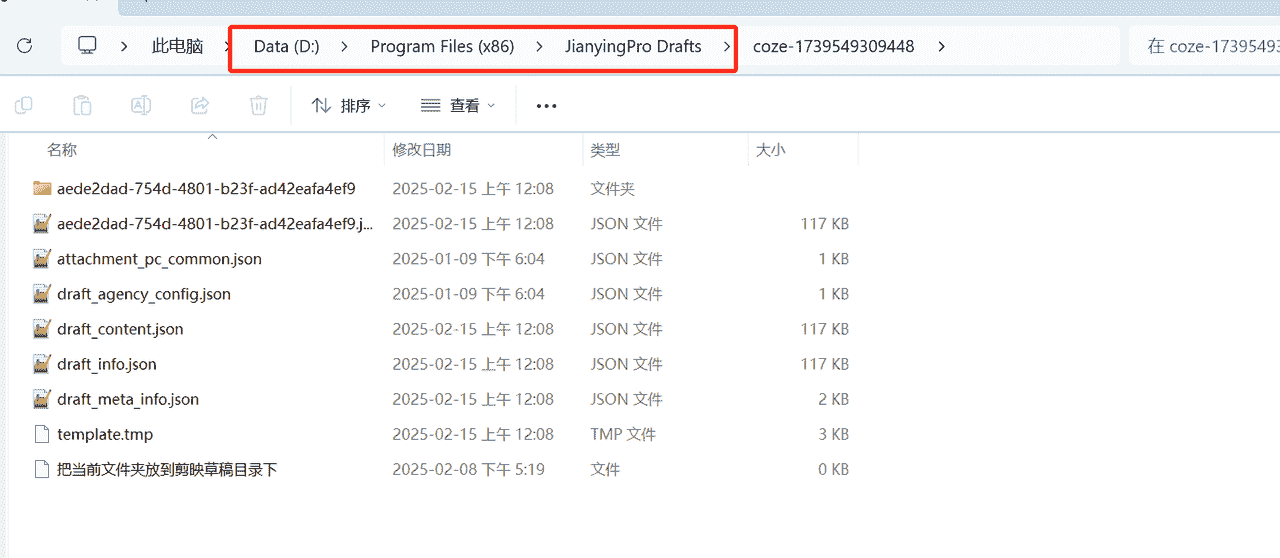 此电脑 Data (D:) Program Files (x86) JianyingPro Drafts coze-1739549309448 在 coze-1739549
排序 查看
名称 修改日期 类型 大小
aede2dad-754d-4801-b23f-ad42eafa4ef9 2025-02-15 上午 12:08 文件夹
aede2dad-754d-4801-b23f-ad42eafa4ef9.j... 2025-02-15 上午 12:08 JSON 文件 117 KB
attachment_pc_common.json 2025-01-09 下午 6:04 JSON 文件 1 KB
draft_agency_config.json 2025-01-09 下午 6:04 JSON 文件 1 KB
draft_content.json 2025-02-15 上午 12:08 JSON 文件 117 KB
draft_info.json 2025-02-15 上午 12:08 JSON 文件 117 KB
draft_meta_info.json 2025-02-15 上午 12:08 JSON 文件 2 KB
template.tmp 2025-02-15 上午 12:08 TMP 文件 3 KB
把当前文件夹放到剪映草稿目录下 2025-02-08 下午 5:19 文件 0 KB